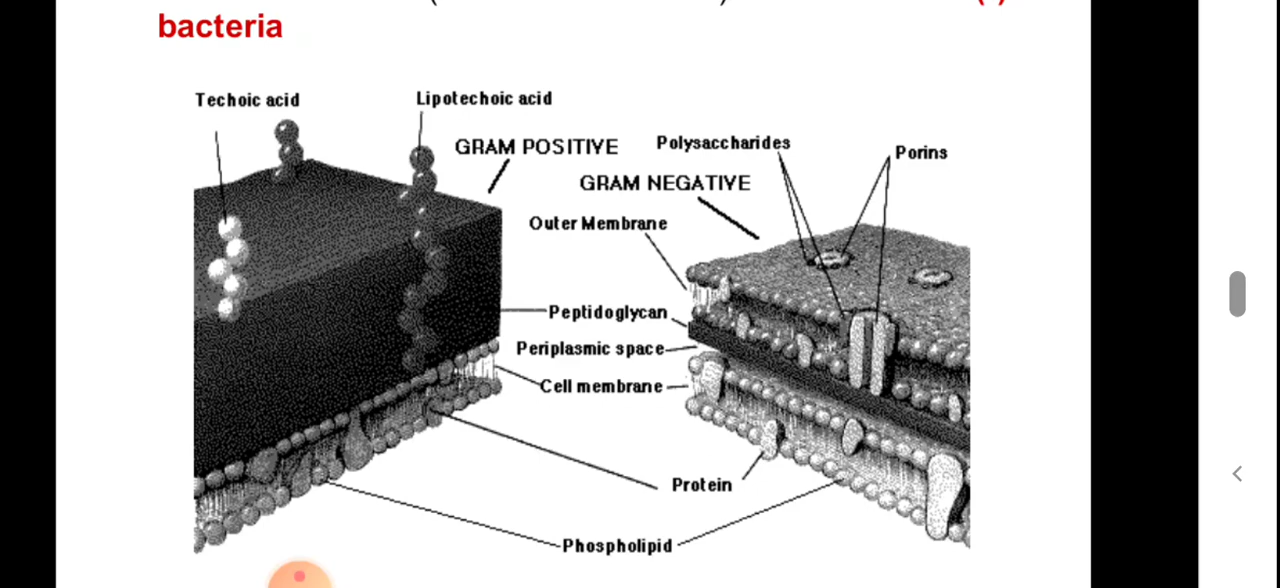 bacteria
Techoic acid
Lipotechoic acid
GRAM POSITIVE
Polysaccharides
Porins
GRAM NEGATIVE
Outer Membrane
Peptidoglycan
Periplasmic space
Cell membrane
Protein
Phospholipid